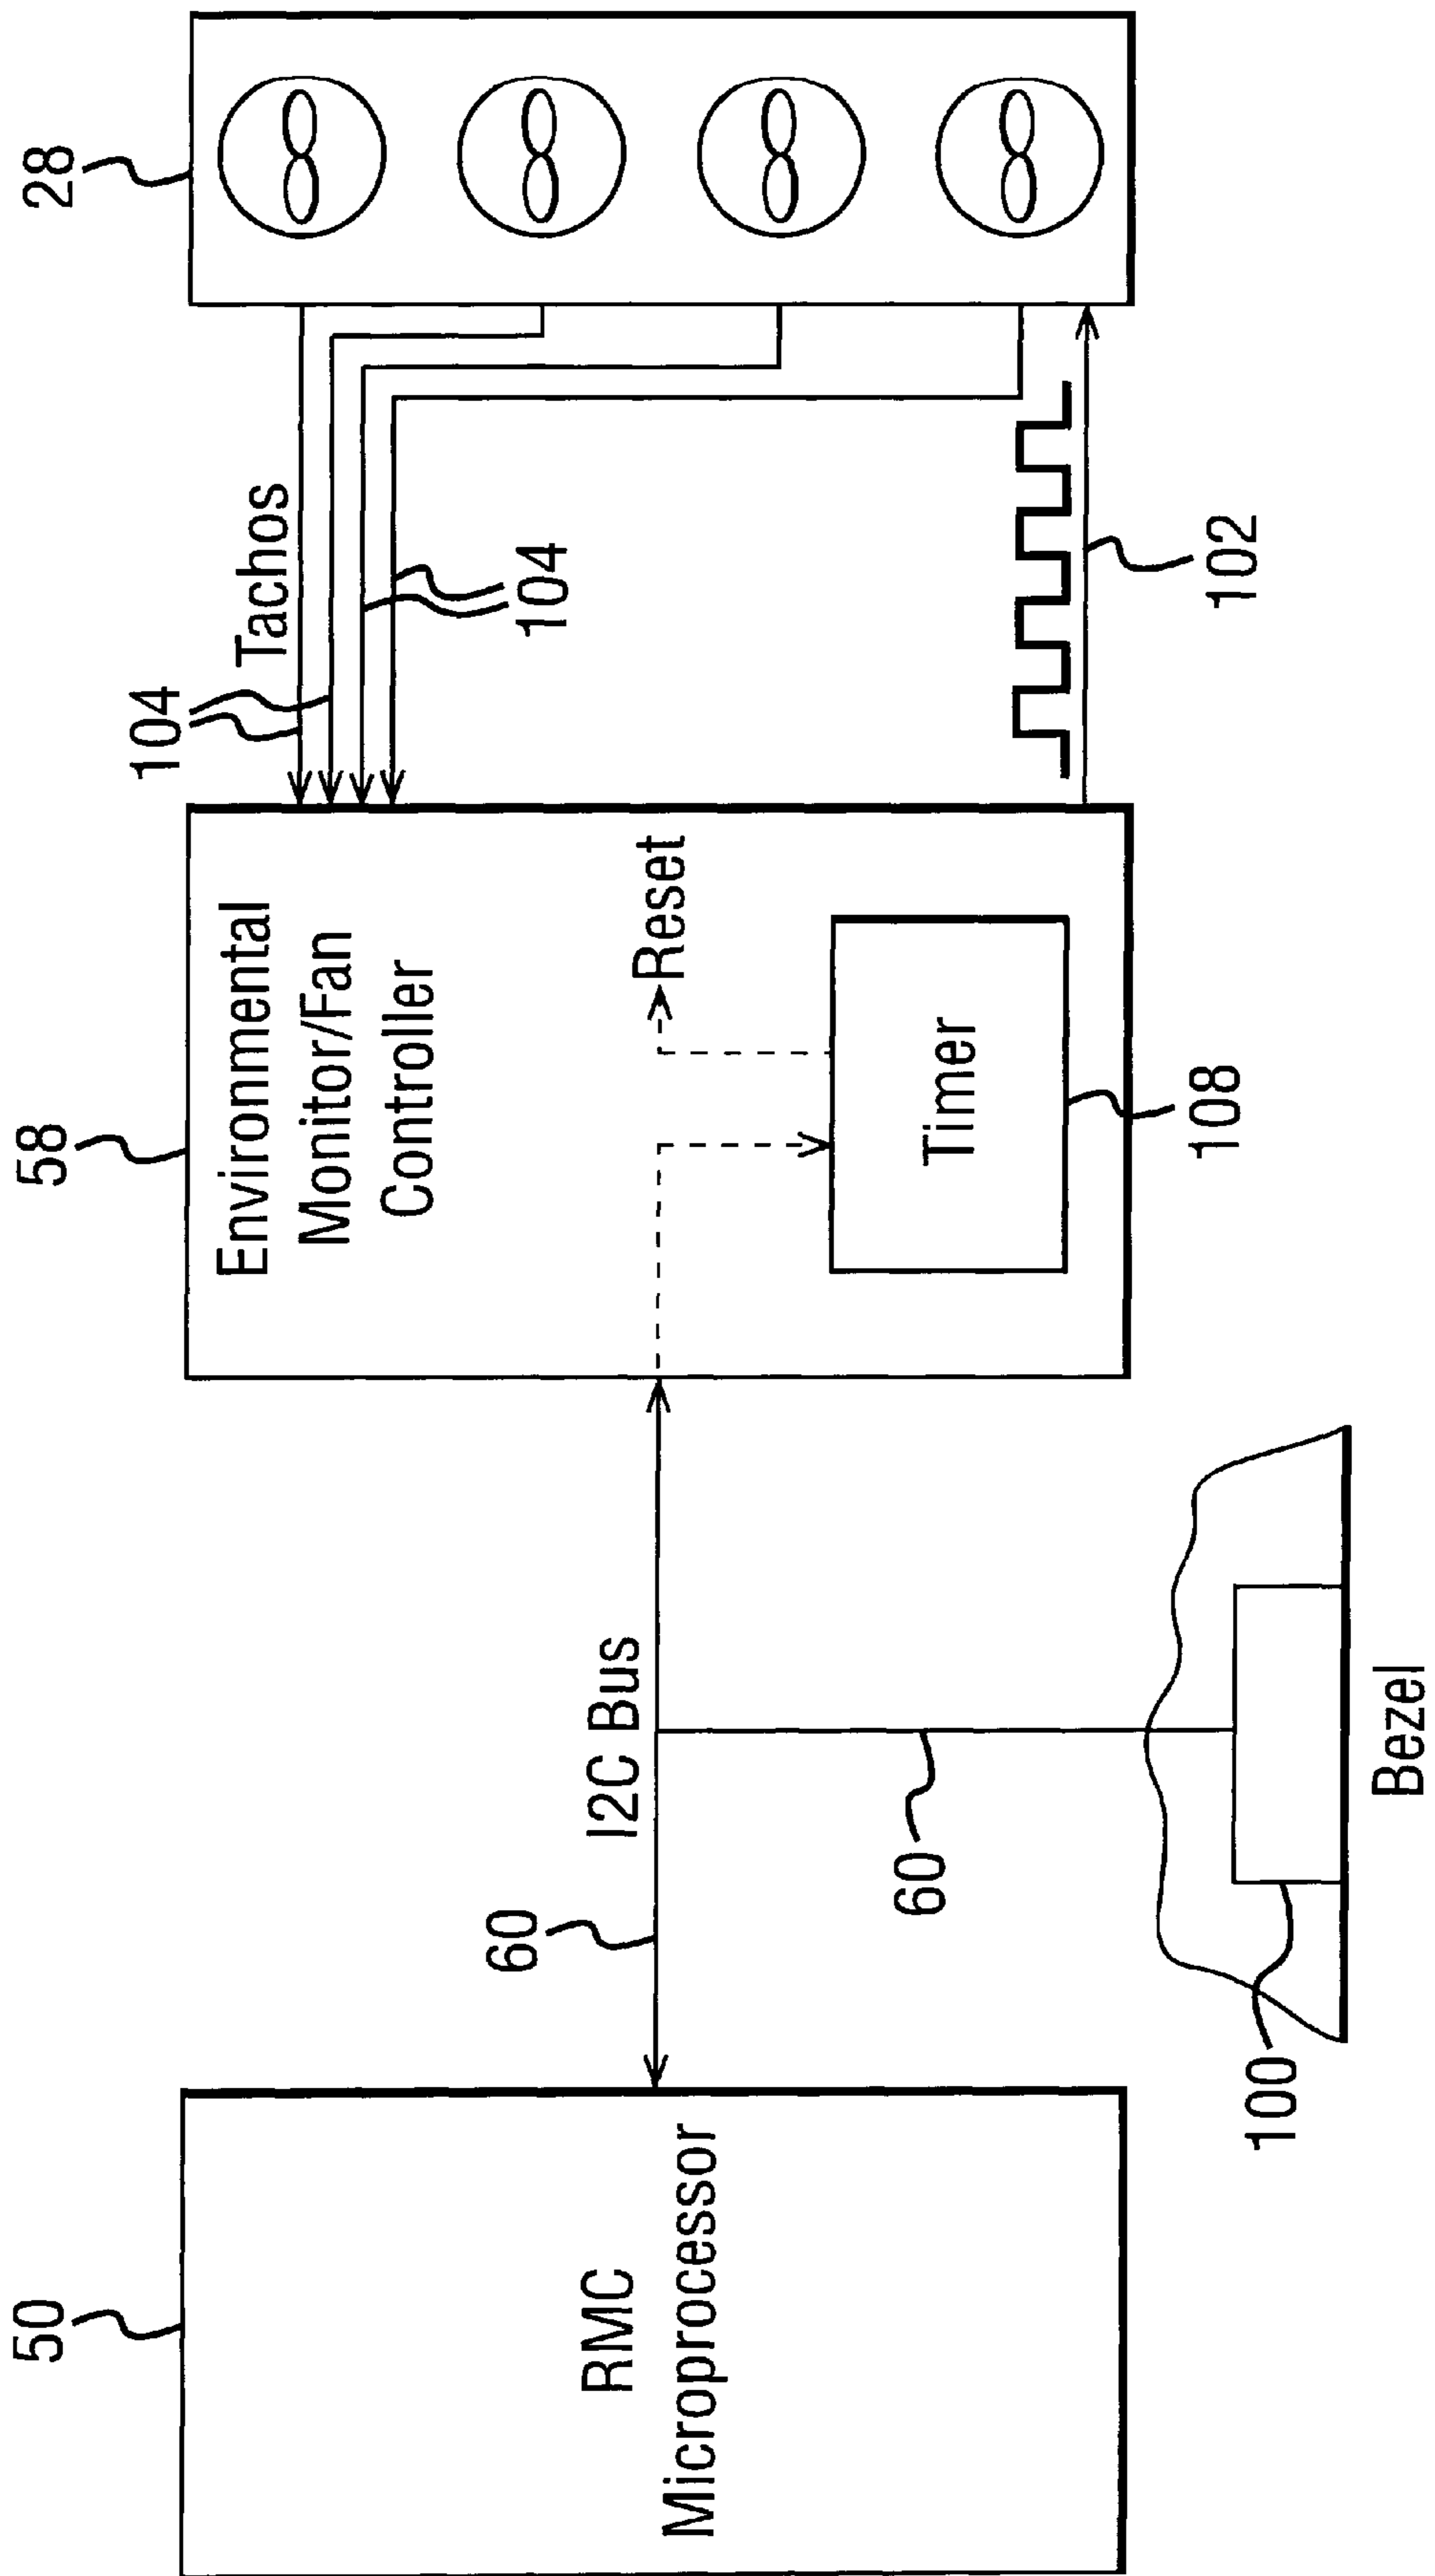 50
RMC
Microprocessor
60
I2C Bus
60
100
Bezel
58
Environmental
Monitor/Fan
Controller
Reset
Timer
108
104
Tachos
104
102
28